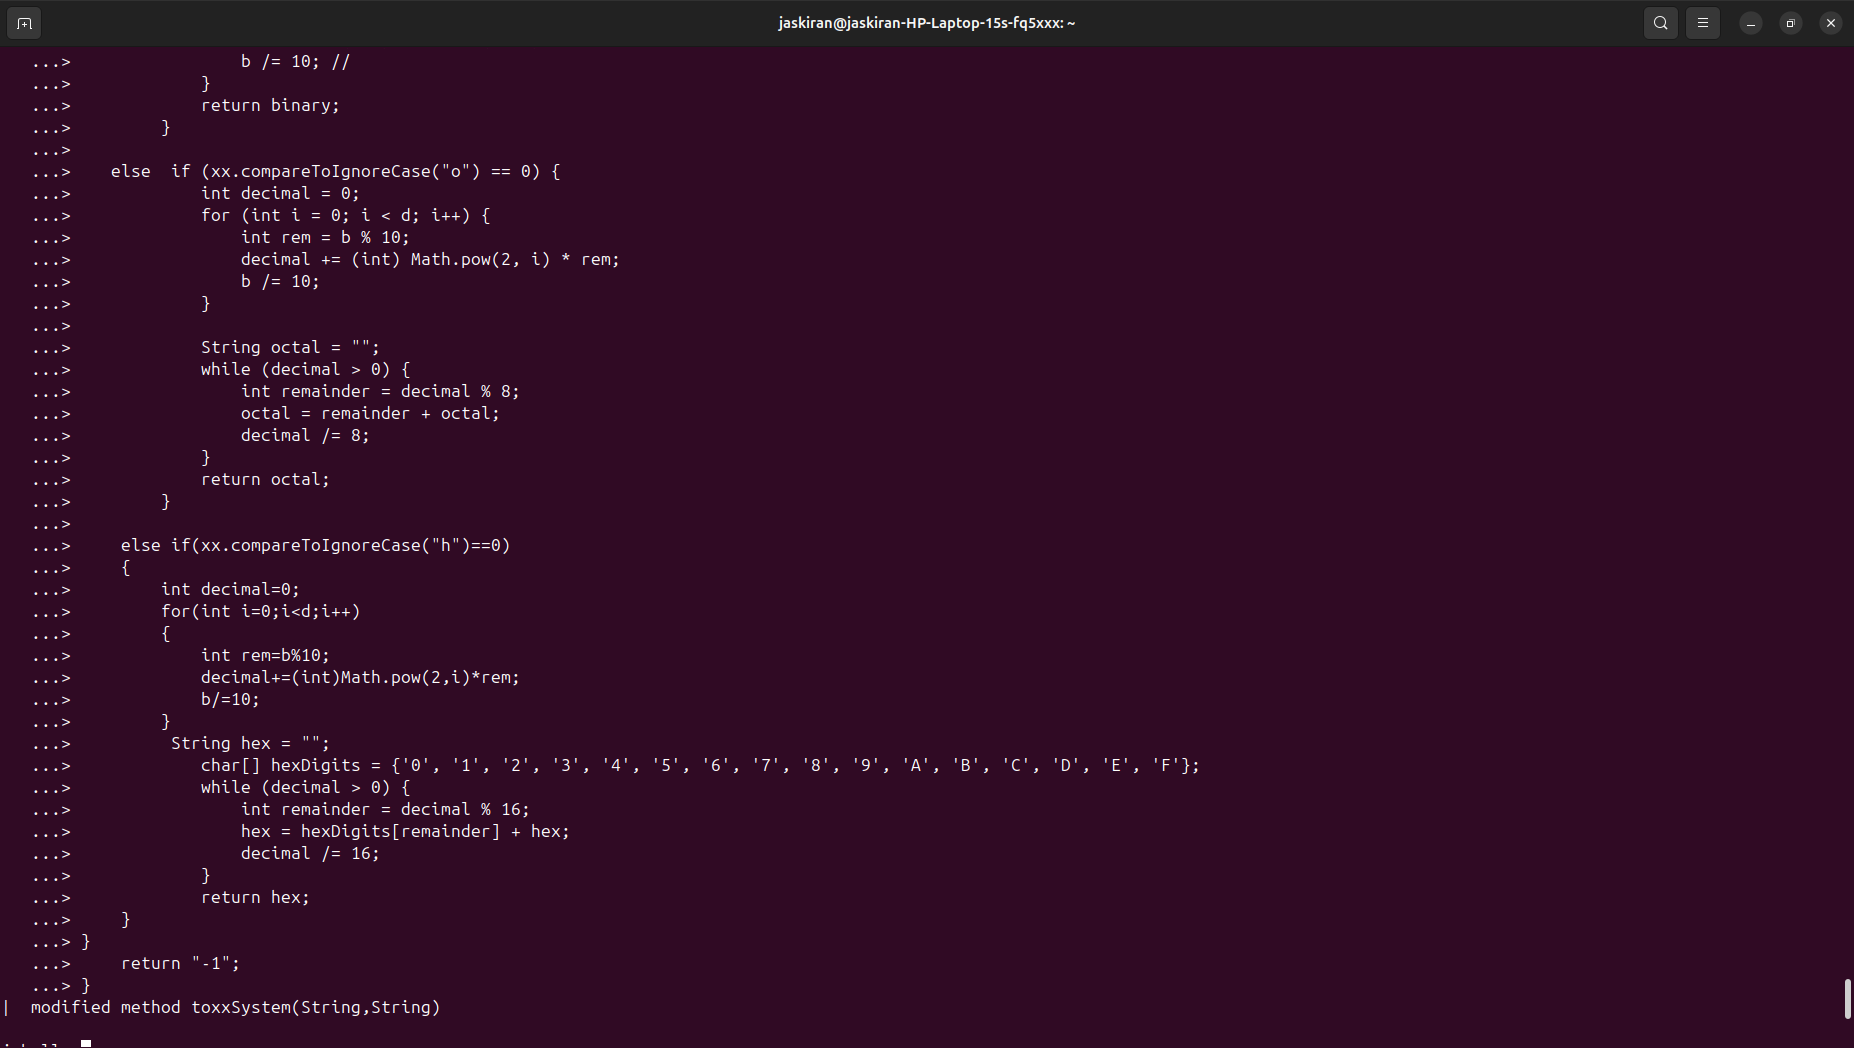 jaskiran@jaskiran-HP-Laptop-15s-fq5xxx: ~
...>                 b /= 10; //
...>             }
...>             return binary;
...>         }
...>
...>    else  if (xx.compareToIgnoreCase("o") == 0) {
...>             int decimal = 0;
...>             for (int i = 0; i < d; i++) {
...>                 int rem = b % 10;
...>                 decimal += (int) Math.pow(2, i) * rem;
...>                 b /= 10;
...>             }
...>
...>             String octal = "";
...>             while (decimal > 0) {
...>                 int remainder = decimal % 8;
...>                 octal = remainder + octal;
...>                 decimal /= 8;
...>             }
...>             return octal;
...>         }
...>
...>     else if(xx.compareToIgnoreCase("h")==0)
...>     {
...>         int decimal=0;
...>         for(int i=0;i<d;i++)
...>         {
...>             int rem=b%10;
...>             decimal+=(int)Math.pow(2,i)*rem;
...>             b/=10;
...>         }
...>          String hex = "";
...>             char[] hexDigits = {'0', '1', '2', '3', '4', '5', '6', '7', '8', '9', 'A', 'B', 'C', 'D', 'E', 'F'};
...>             while (decimal > 0) {
...>                 int remainder = decimal % 16;
...>                 hex = hexDigits[remainder] + hex;
...>                 decimal /= 16;
...>             }
...>             return hex;
...>     }
...> }
...>     return "-1";
...> }
|  modified method toxxSystem(String,String)